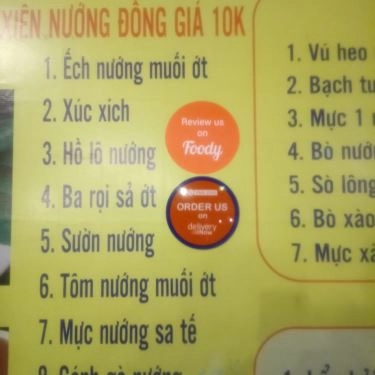 XIÊN NƯỚNG ĐỒNG GIÁ 10K
1. Ếch nướng muối ớt
2. Xúc xích
3. Hồ lô nướng
4. Ba rọi sả ớt
5. Sườn nướng
6. Tôm nướng muối ớt
7. Mực nướng sa tế
Review us
on
Foody
ORDER US
on
delivery
now
1. Vú heo
2. Bạch tu
3. Mực 1
4. Bò nướ
5. Sò lông
6. Bò xào
7. Mực xà